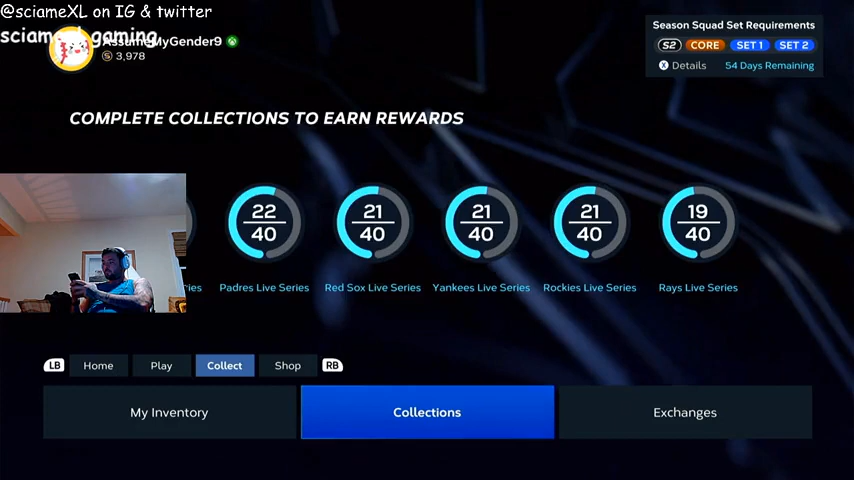 @sciameXL on IG & twitter
sciamexl gaming
AssumeMyGender9
3,978
Season Squad Set Requirements
S2 CORE SET 1 SET 2
X Details 54 Days Remaining
COMPLETE COLLECTIONS TO EARN REWARDS
22 21 21 21 19
40 40 40 40 40
Padres Live Series Red Sox Live Series Yankees Live Series Rockies Live Series Rays Live Series
LB Home Play Collect Shop RB
My Inventory Collections Exchanges